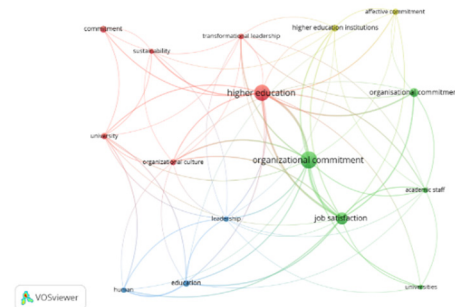 affective commitment
commitment
higher education institutions
transformational leadership
sustainability
higher education
organisational commitment
university
organizational culture
organizational commitment
academic staff
leadership
job satisfaction
education
human
universities
VOSviewer